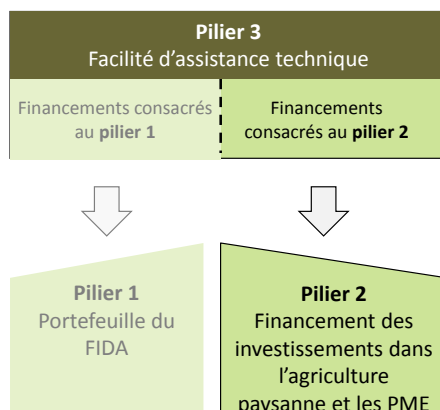 Pilier 3
Facilité d'assistance technique
Financements consacrés
au pilier 1
Financements
consacrés au pilier 2
Pilier 1
Portefeuille du
FIDA
Pilier 2
Financement des
investissements dans
l'agriculture
paysanne et les PME